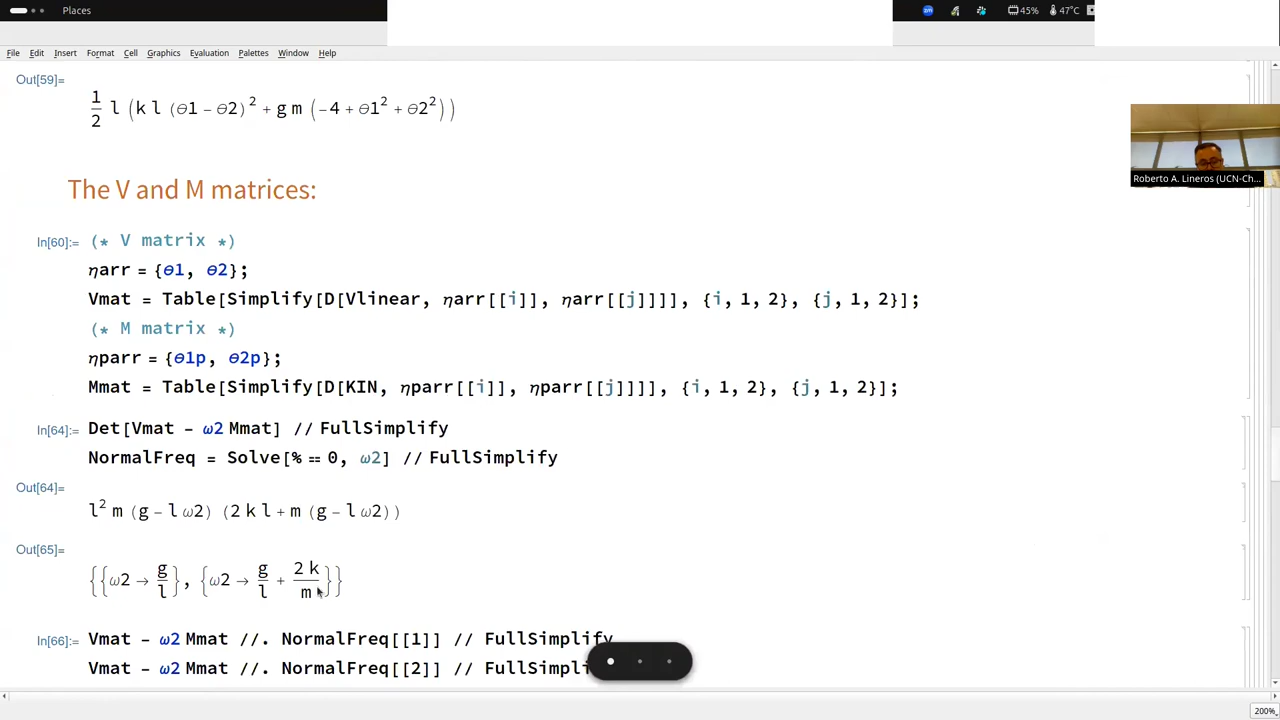 Places
45% 47°C
File Edit Insert Format Cell Graphics Evaluation Palettes Window Help
Out[59]=
1/2 l (k l (θ1 − θ2)² + g m (−4 + θ1² + θ2²))
Roberto A. Lineros (UCN-Ch...
The V and M matrices:
In[60]:= (* V matrix *)
ηarr = {θ1, θ2};
Vmat = Table[Simplify[D[Vlinear, ηarr[[i]], ηarr[[j]]]], {i, 1, 2}, {j, 1, 2}];
(* M matrix *)
ηparr = {θ1p, θ2p};
Mmat = Table[Simplify[D[KIN, ηparr[[i]], ηparr[[j]]]], {i, 1, 2}, {j, 1, 2}];
In[64]:= Det[Vmat - ω2 Mmat] // FullSimplify
NormalFreq = Solve[% == 0, ω2] // FullSimplify
Out[64]=
l² m (g − l ω2) (2 k l + m (g − l ω2))
Out[65]=
{{ω2 → g/l}, {ω2 → g/l + 2 k/m}}
In[66]:= Vmat - ω2 Mmat //. NormalFreq[[1]] // FullSimplify
Vmat - ω2 Mmat //. NormalFreq[[2]] // FullSimpli
200%